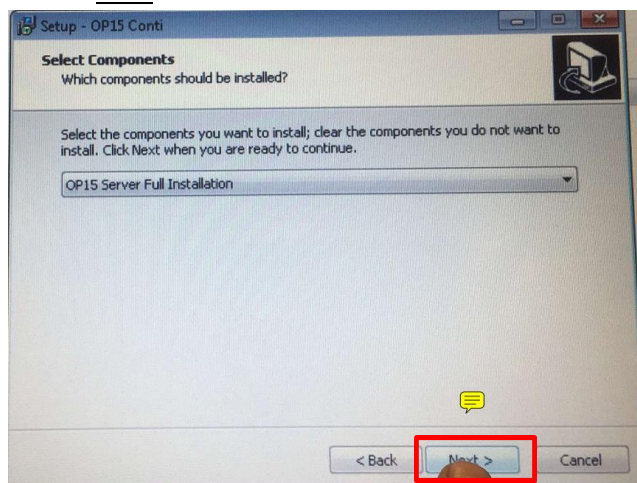 Setup - OP15 Conti
Select Components
Which components should be installed?
Select the components you want to install; clear the components you do not want to
install. Click Next when you are ready to continue.
OP15 Server Full Installation
< Back
Next >
Cancel